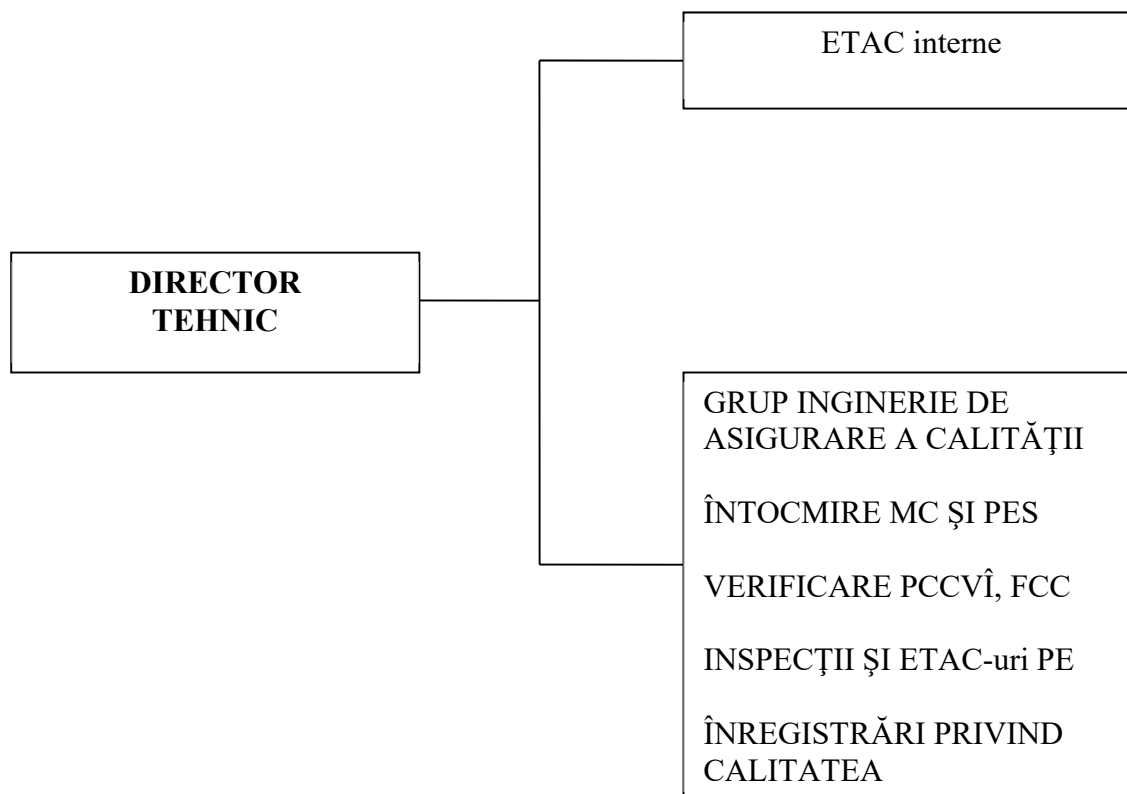 ETAC interne
DIRECTOR
TEHNIC
GRUP INGINERIE DE
ASIGURARE A CALITĂŢII
ÎNTOCMIRE MC ŞI PES
VERIFICARE PCCVÎ, FCC
INSPECŢII ŞI ETAC-uri PE
ÎNREGISTRĂRI PRIVIND
CALITATEA